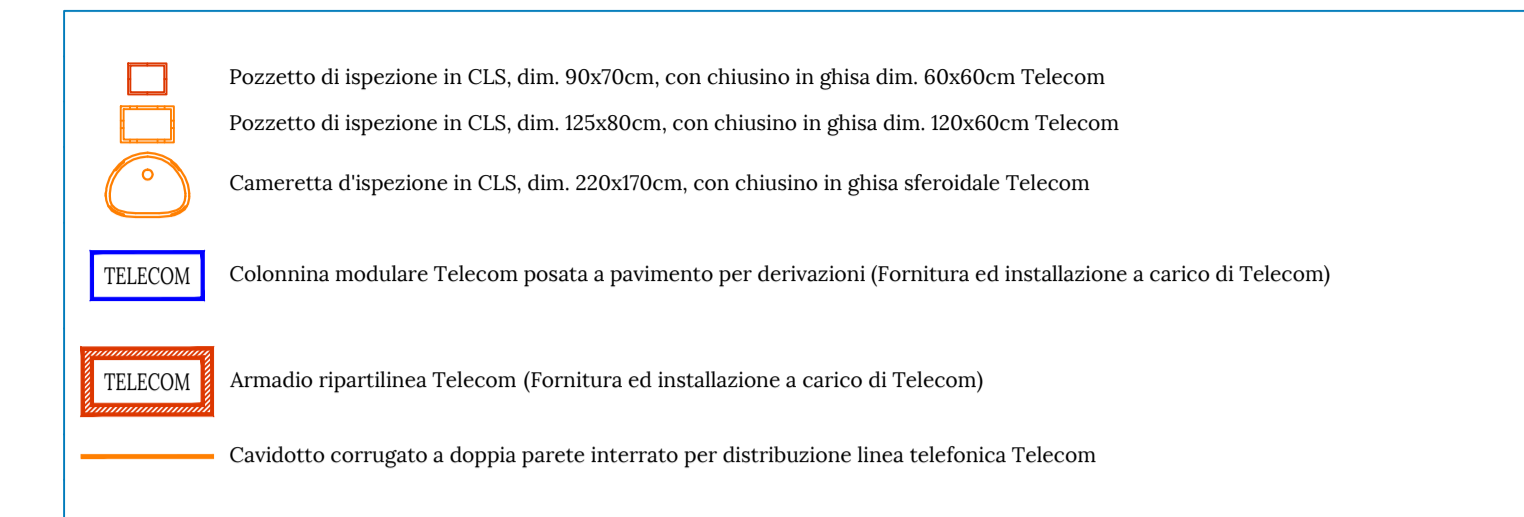 Pozzetto di ispezione in CLS, dim. 90x70cm, con chiusino in ghisa dim. 60x60cm Telecom
Pozzetto di ispezione in CLS, dim. 125x80cm, con chiusino in ghisa dim. 120x60cm Telecom
Cameretta d'ispezione in CLS, dim. 220x170cm, con chiusino in ghisa sferoidale Telecom
TELECOM Colonnina modulare Telecom posata a pavimento per derivazioni (Fornitura ed installazione a carico di Telecom)
TELECOM Armadio ripartilinea Telecom (Fornitura ed installazione a carico di Telecom)
Cavidotto corrugato a doppia parete interrato per distribuzione linea telefonica Telecom